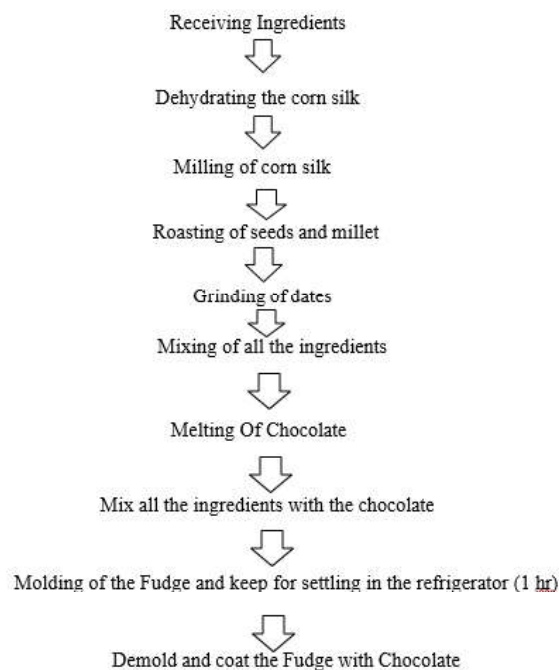 Receiving Ingredients
Dehydrating the corn silk
Milling of corn silk
Roasting of seeds and millet
Grinding of dates
Mixing of all the ingredients
Melting Of Chocolate
Mix all the ingredients with the chocolate
Molding of the Fudge and keep for settling in the refrigerator (1 hr)
Demold and coat the Fudge with Chocolate